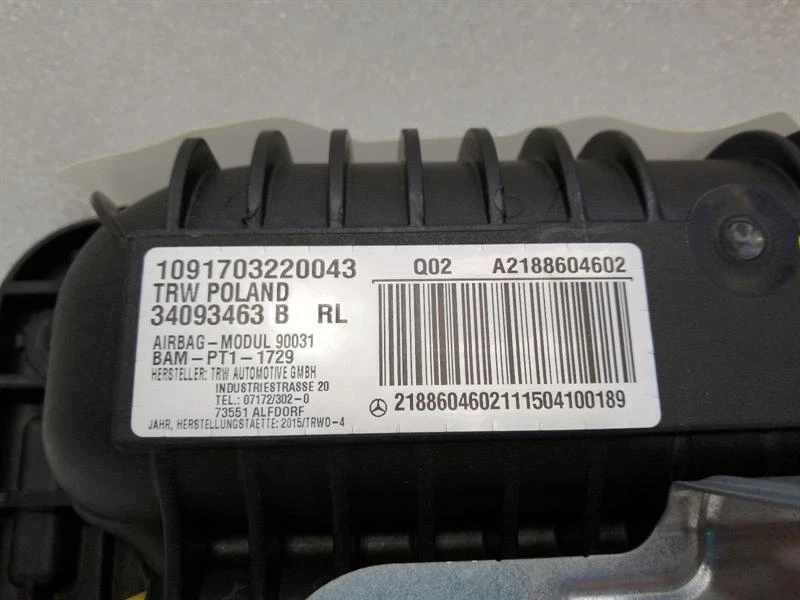 1091703220043
TRW POLAND
34093463 B RL
AIRBAG-MODUL 90031
BAM-PT1-1729
HERSTELLER: TRW AUTOMOTIVE GMBH
INDUSTRIESTRASSE 20
TEL.: 07172/302-0
73551 ALFDORF
JAHR, HERSTELLUNGSTAETTE: 2015/TRWO-4
Q02 A2188604602
2188604602111504100189